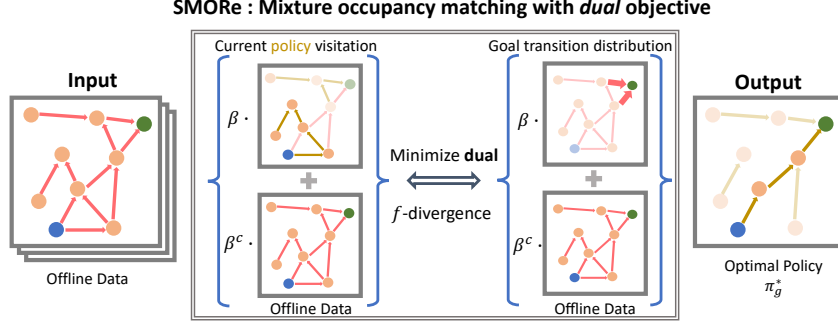 SMORe : Mixture occupancy matching with dual objective
Input
Offline Data
Current policy visitation
β ·
+
β^c ·
Offline Data
Minimize dual
f-divergence
Goal transition distribution
β ·
+
β^c ·
Offline Data
Output
Optimal Policy
π_g^*